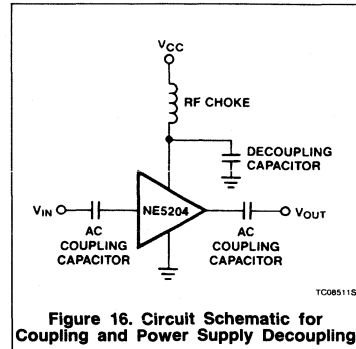 VCC
RF CHOKE
DECOUPLING
CAPACITOR
VIN
NE5204
VOUT
AC
COUPLING
CAPACITOR
AC
COUPLING
CAPACITOR
TC08511S
Figure 16. Circuit Schematic for
Coupling and Power Supply Decoupling